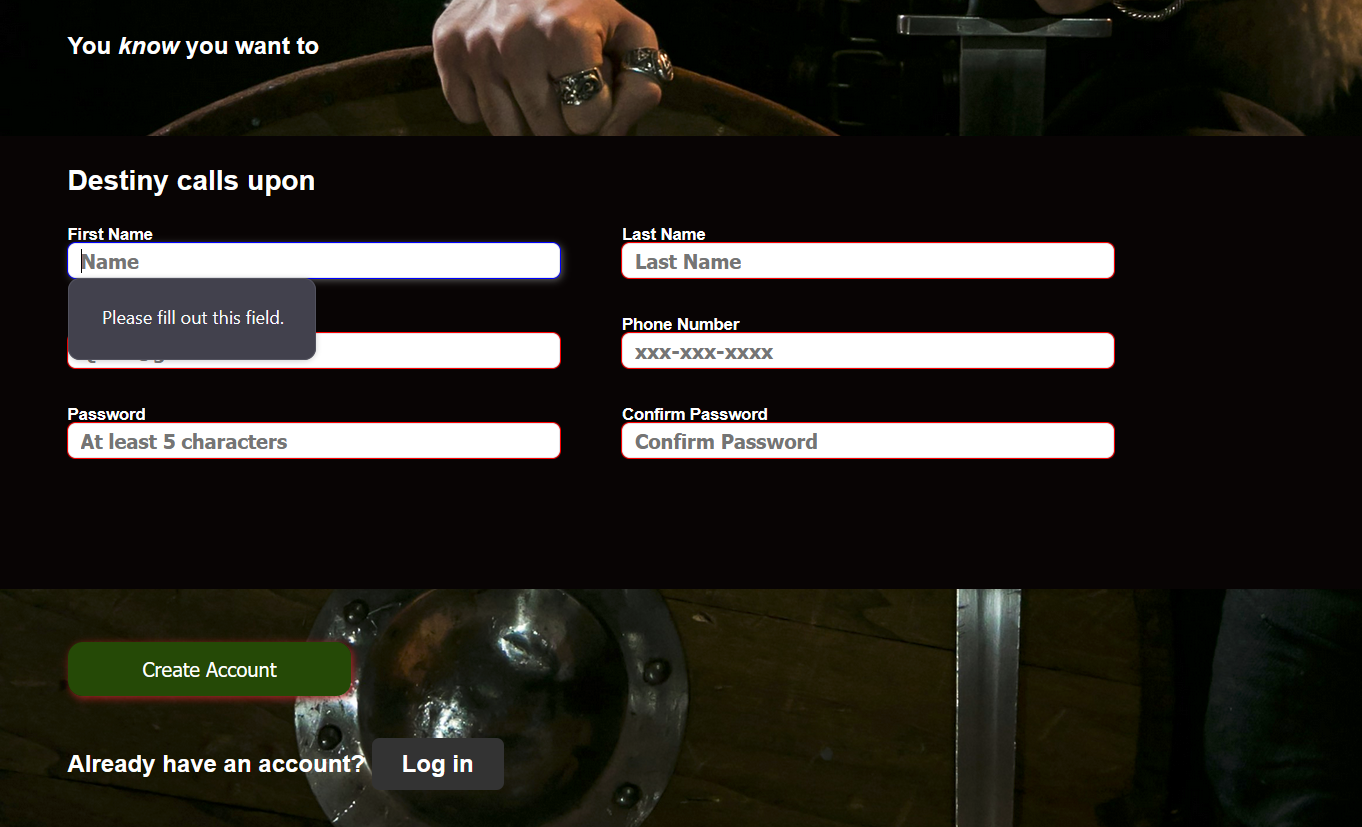 You know you want to
Destiny calls upon
First Name
Last Name
Name
Last Name
Please fill out this field.
Phone Number
xxx-xxx-xxxx
Password
Confirm Password
At least 5 characters
Confirm Password
Create Account
Already have an account? Log in